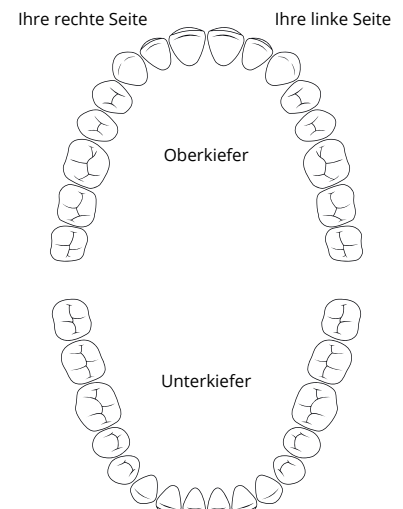 Ihre rechte Seite
Ihre linke Seite
Oberkiefer
Unterkiefer